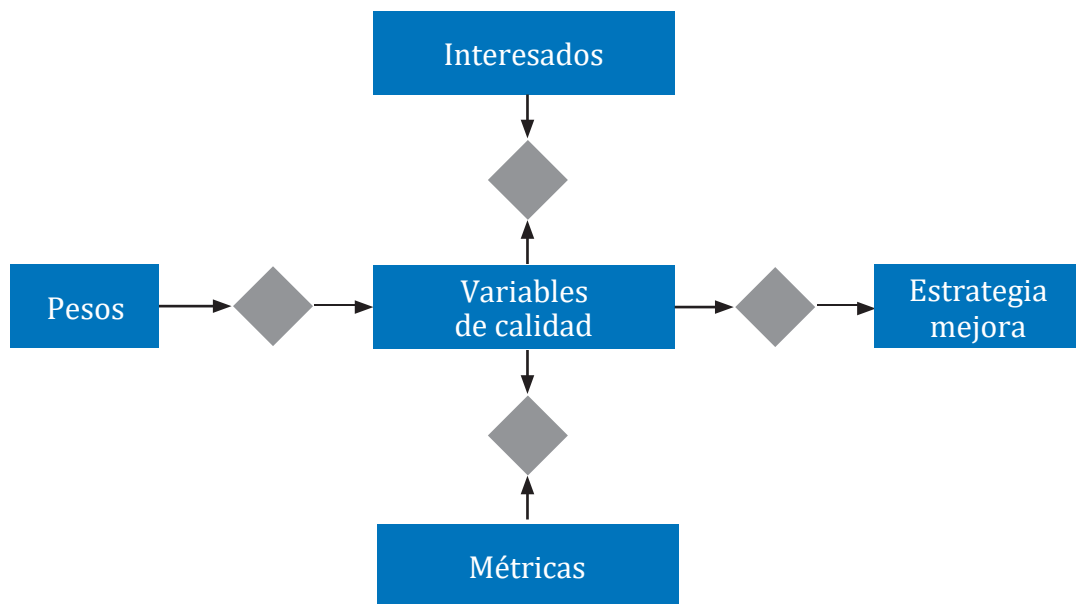 Interesados
Pesos
Variables
de calidad
Estrategia
mejora
Métricas